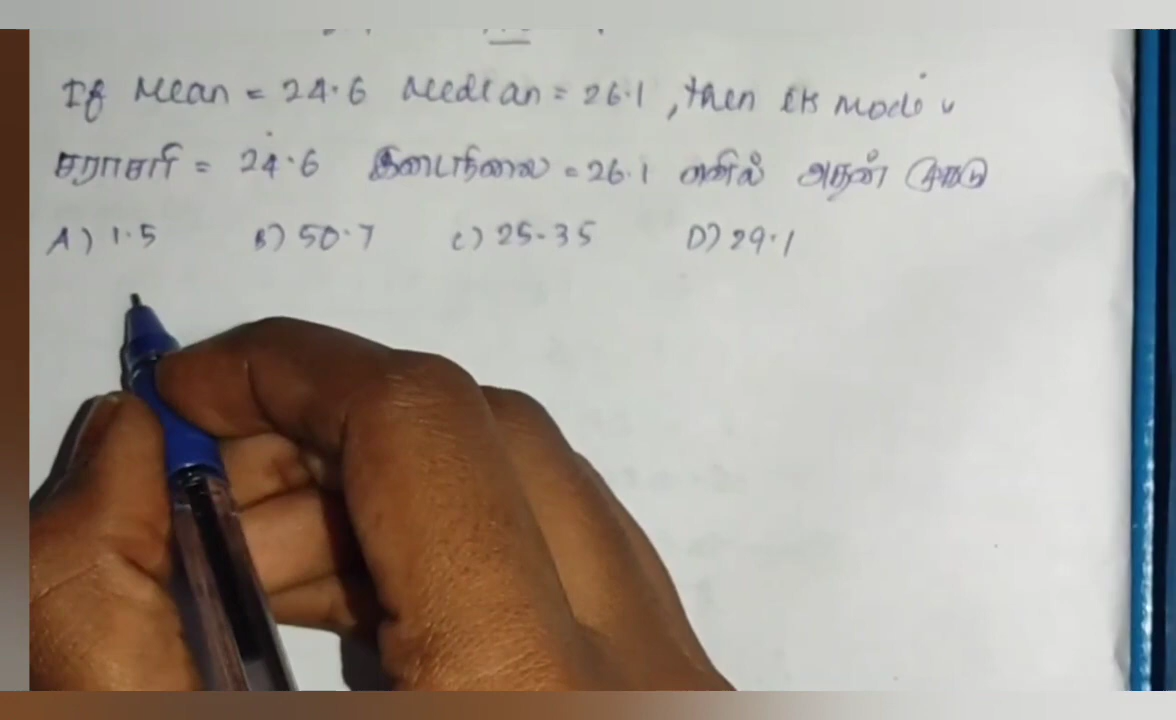 If Mean = 24.6 Median = 26.1, then its mode is
சராசரி = 24.6 இடைநிலை = 26.1 எனில் அதன் முகடு
A) 1.5 B) 50.7 C) 25.35 D) 29.1